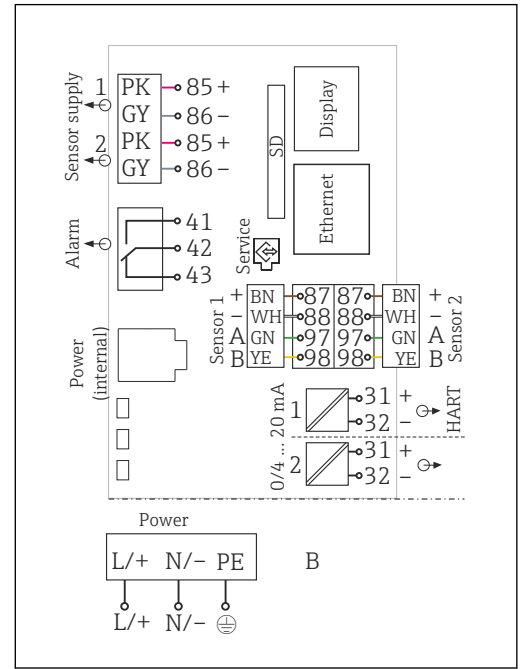 Sensor supply
1 PK 85 +
GY 86 –
2 PK 85 +
GY 86 –
Display
SD
Ethernet
Alarm
41
42
43
Service
Power
(internal)
Sensor 1
+ BN 87 87 BN +
– WH 88 88 WH –
A GN 97 97 GN A
B YE 98 98 YE B
Sensor 2
0/4 ... 20 mA
1 31 +
32 –
HART
2 31 +
32 –
Power
L/+ N/– PE
B
L/+ N/–